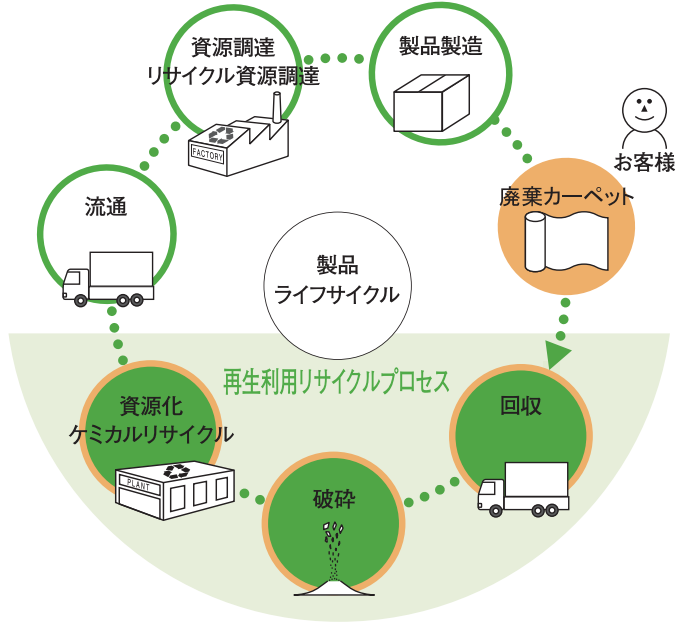 資源調達
リサイクル資源調達
FACTORY
製品製造
お客様
廃棄カーペット
流通
製品
ライフサイクル
再生利用リサイクルプロセス
資源化
ケミカルリサイクル
PLANT
回収
破砕